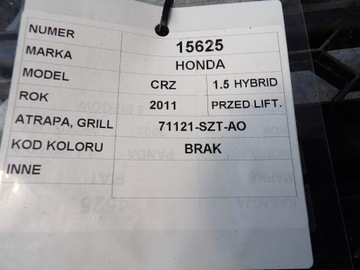 NUMER 15625
MARKA HONDA
MODEL CRZ 1.5 HYBRID
ROK 2011 PRZED LIFT.
ATRAPA, GRILL 71121-SZT-AO
KOD KOLORU BRAK
INNE